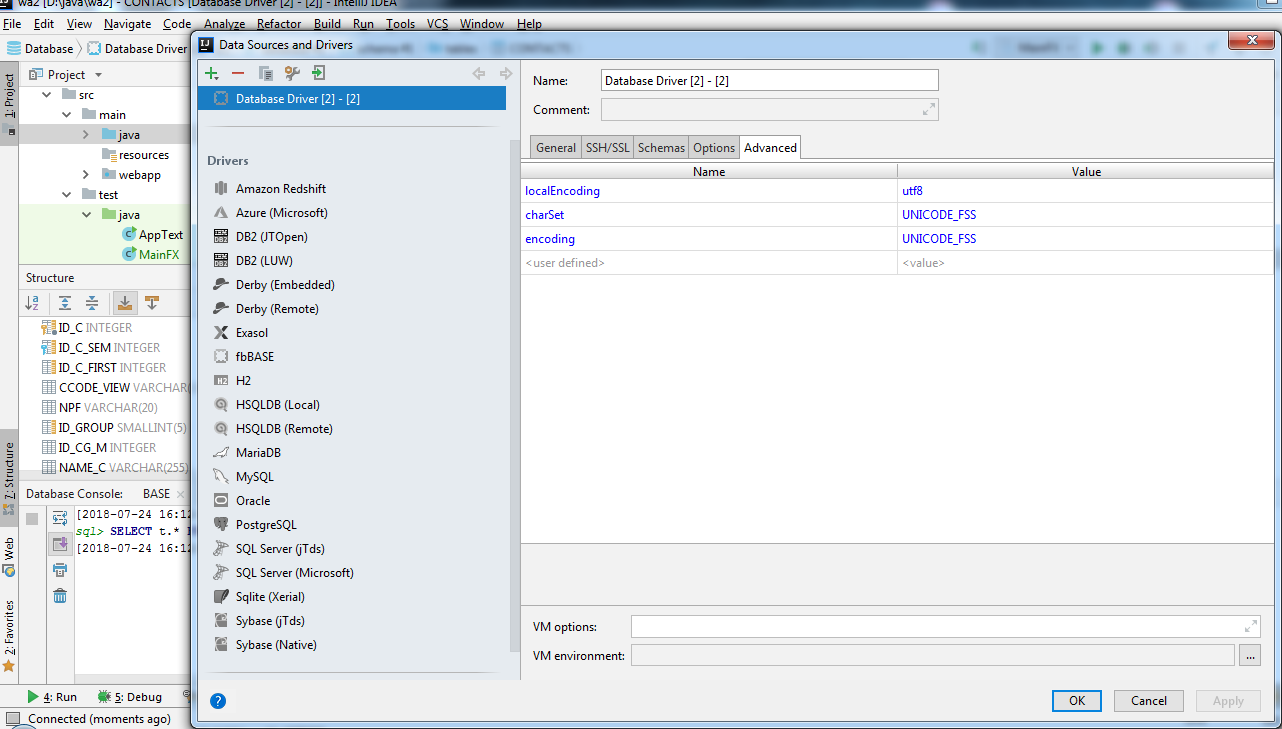 wa2 [D:\java\wa2] - CONTACTS [Database Driver [2] - [2]] - IntelliJ IDEA
File Edit View Navigate Code Analyze Refactor Build Run Tools VCS Window Help
Database Database Driver
Data Sources and Drivers
1: Project
Project
src
main
java
resources
webapp
test
java
AppText
MainFX
Structure
ID_C INTEGER
ID_C_SEM INTEGER
ID_C_FIRST INTEGER
CCODE_VIEW VARCHAR(
NPF VARCHAR(20)
ID_GROUP SMALLINT(5)
ID_CG_M INTEGER
NAME_C VARCHAR(255)
7: Structure
Web
2: Favorites
Database Console: BASE
[2018-07-24 16:12
sql> SELECT t.*
[2018-07-24 16:12
4: Run 5: Debug
Connected (moments ago)
Database Driver [2] - [2]
Drivers
Amazon Redshift
Azure (Microsoft)
DB2 (JTOpen)
DB2 (LUW)
Derby (Embedded)
Derby (Remote)
Exasol
fbBASE
H2
HSQLDB (Local)
HSQLDB (Remote)
MariaDB
MySQL
Oracle
PostgreSQL
SQL Server (jTds)
SQL Server (Microsoft)
Sqlite (Xerial)
Sybase (jTds)
Sybase (Native)
Name: Database Driver [2] - [2]
Comment:
General SSH/SSL Schemas Options Advanced
Name Value
localEncoding utf8
charSet UNICODE_FSS
encoding UNICODE_FSS
<user defined> <value>
VM options:
VM environment: ...
? OK Cancel Apply